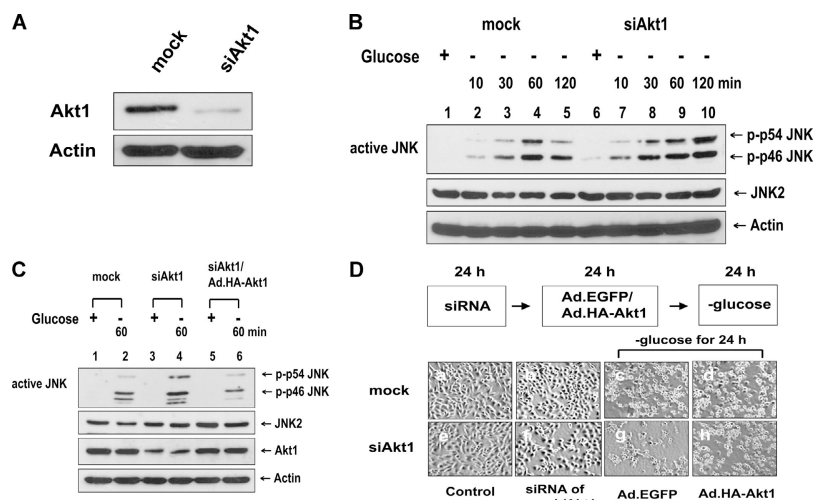 A
mock
siAkt1
Akt1
Actin
B
mock
siAkt1
Glucose
+ - - - - + - - - -
10 30 60 120 10 30 60 120 min
1 2 3 4 5 6 7 8 9 10
active JNK
← p-p54 JNK
← p-p46 JNK
← JNK2
← Actin
C
mock
siAkt1
siAkt1/
Ad.HA-Akt1
Glucose + - + - + -
60 60 60 min
1 2 3 4 5 6
active JNK
← p-p54 JNK
← p-p46 JNK
← JNK2
← Akt1
← Actin
D
24 h 24 h 24 h
siRNA → Ad.EGFP/
Ad.HA-Akt1 → -glucose
-glucose for 24 h
mock
a b c d
siAkt1
e f g h
Control
siRNA of
Ad.EGFP
Ad.HA-Akt1